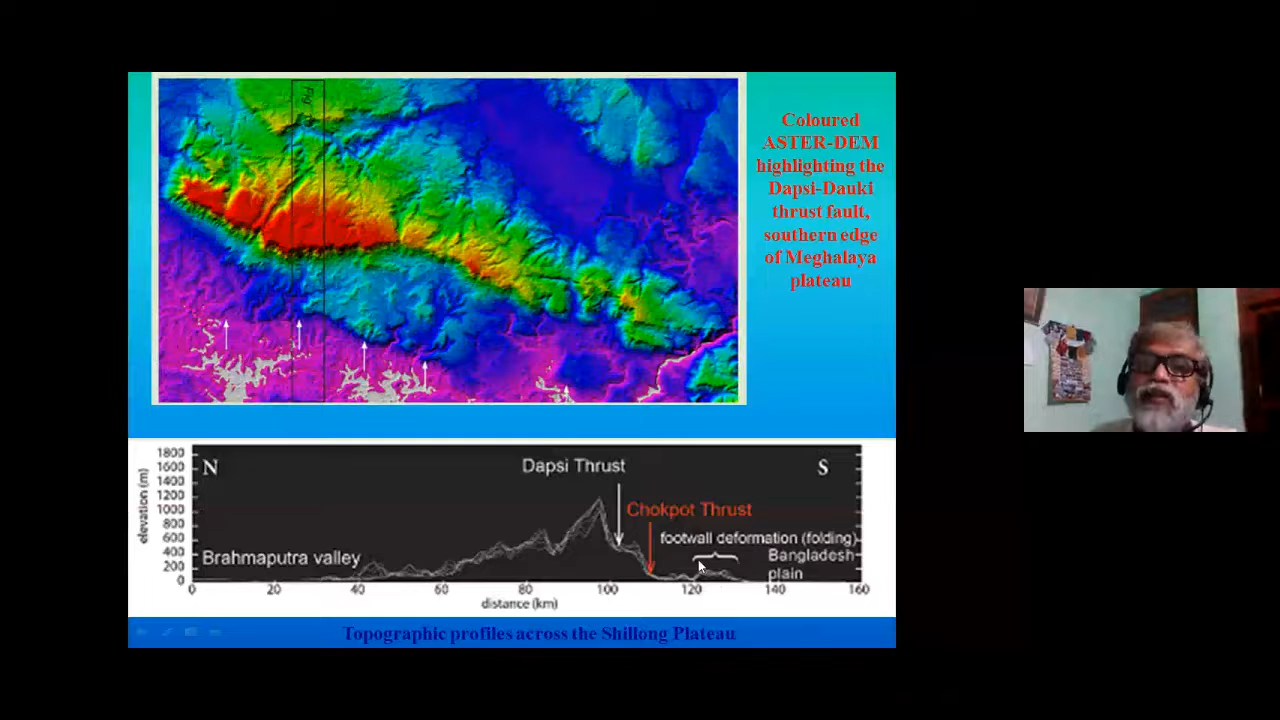 Fig
Coloured
ASTER-DEM
highlighting the
Dapsi-Dauki
thrust fault,
southern edge
of Meghalaya
plateau
1800
1600
1400
1200
1000
800
600
400
200
0
elevation (m)
N
Dapsi Thrust
S
Chokpot Thrust
footwall deformation (folding)
Brahmaputra valley
Bangladesh
plain
0 20 40 60 80 100 120 140 160
distance (km)
Topographic profiles across the Shillong Plateau